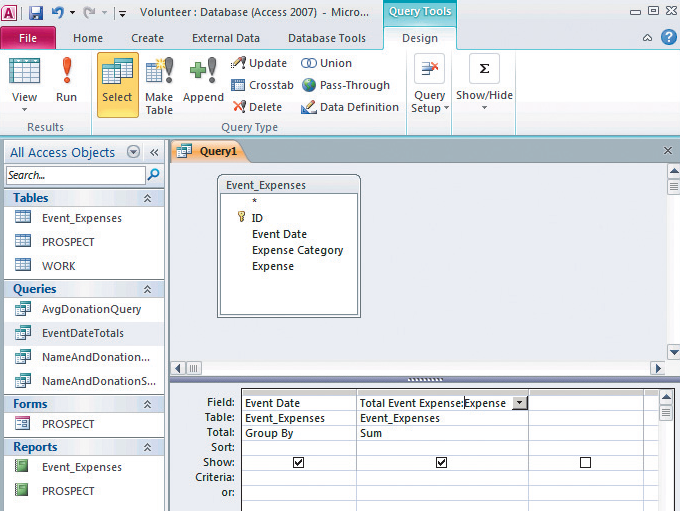 Volunteer : Database (Access 2007) - Micro...
Query Tools
File Home Create External Data Database Tools Design
View
Run
Select
Make Table
Append
Update
Crosstab
Delete
Union
Pass-Through
Data Definition
Query Setup
Show/Hide
Results
Query Type
All Access Objects
Search...
Tables
Event_Expenses
PROSPECT
WORK
Queries
AvgDonationQuery
EventDateTotals
NameAndDonation...
NameAndDonationS...
Forms
PROSPECT
Reports
Event_Expenses
PROSPECT
Query1
Event_Expenses
*
ID
Event Date
Expense Category
Expense
Field: Event Date Total Event Expense:Expense
Table: Event_Expenses Event_Expenses
Total: Group By Sum
Sort:
Show:
Criteria:
or: